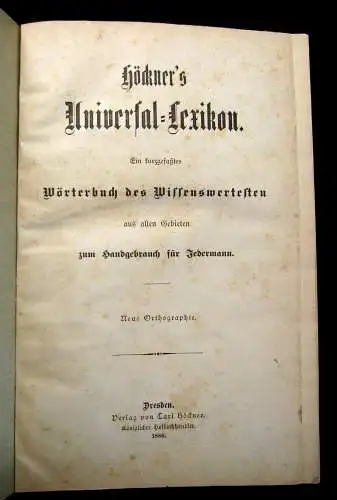 Höckner's
Universal-Lexikon.
Ein kurzgefaßtes
Wörterbuch des Wissenswertesten
aus allen Gebieten
zum Handgebrauch für Jedermann.
Neue Orthographie.
Dresden.
Verlag von Carl Höckner.
Königlicher Hofbuchhändler.
1886.